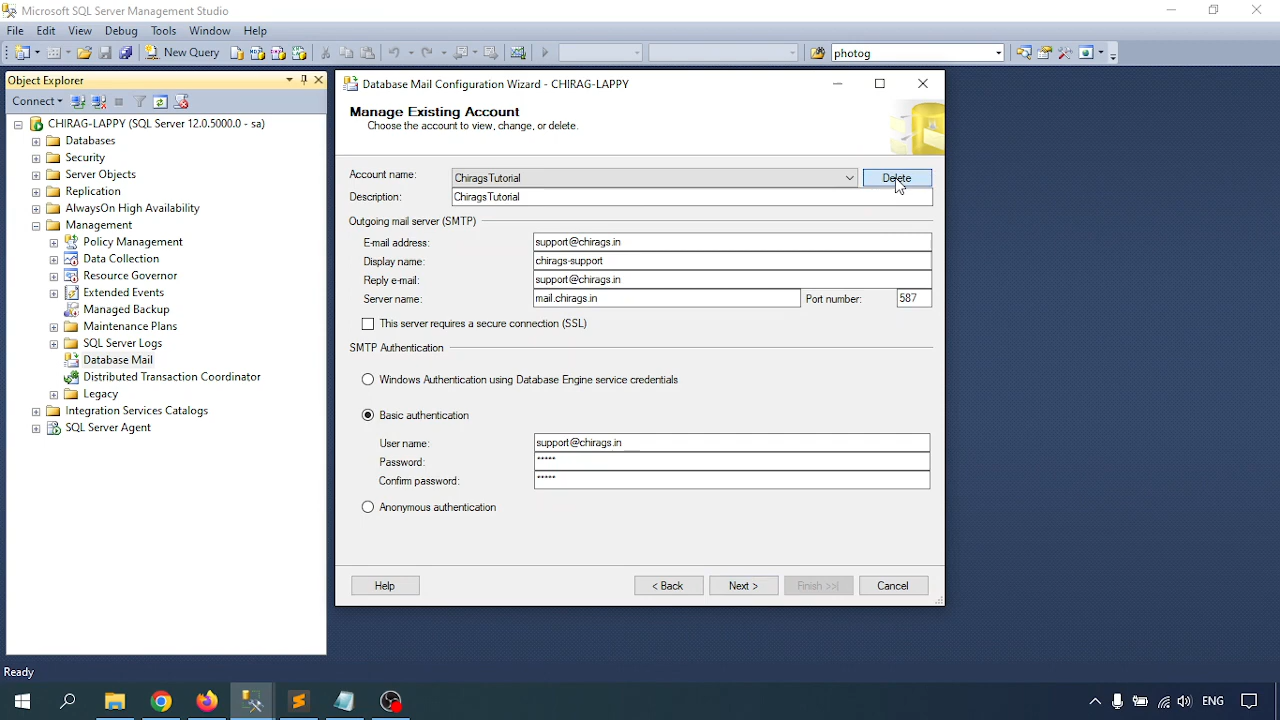 Microsoft SQL Server Management Studio
File Edit View Debug Tools Window Help
New Query photog
Object Explorer
Connect
CHIRAG-LAPPY (SQL Server 12.0.5000.0 - sa)
Databases
Security
Server Objects
Replication
AlwaysOn High Availability
Management
Policy Management
Data Collection
Resource Governor
Extended Events
Managed Backup
Maintenance Plans
SQL Server Logs
Database Mail
Distributed Transaction Coordinator
Legacy
Integration Services Catalogs
SQL Server Agent
Database Mail Configuration Wizard - CHIRAG-LAPPY
Manage Existing Account
Choose the account to view, change, or delete.
Account name: ChiragsTutorial Delete
Description: ChiragsTutorial
Outgoing mail server (SMTP)
E-mail address: support@chirags.in
Display name: chirags-support
Reply e-mail: support@chirags.in
Server name: mail.chirags.in Port number: 587
This server requires a secure connection (SSL)
SMTP Authentication
Windows Authentication using Database Engine service credentials
Basic authentication
User name: support@chirags.in
Password: *****
Confirm password: *****
Anonymous authentication
Help < Back Next > Finish >>| Cancel
Ready
ENG